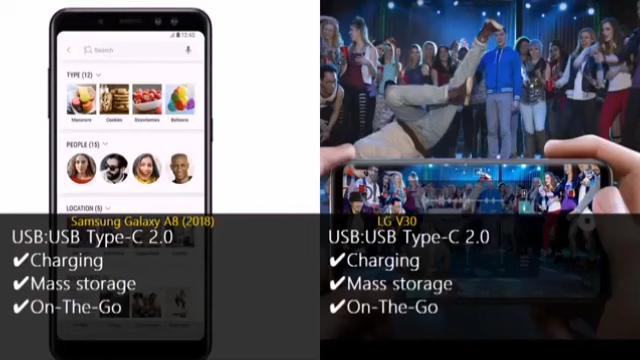 12:45
Search
TYPE (12)
Macarons Cookies Strawberries Balloons
PEOPLE (15)
LOCATION (5)
Samsung Galaxy A8 (2018)
USB:USB Type-C 2.0
✔Charging
✔Mass storage
✔On-The-Go
LG V30
USB:USB Type-C 2.0
✔Charging
✔Mass storage
✔On-The-Go